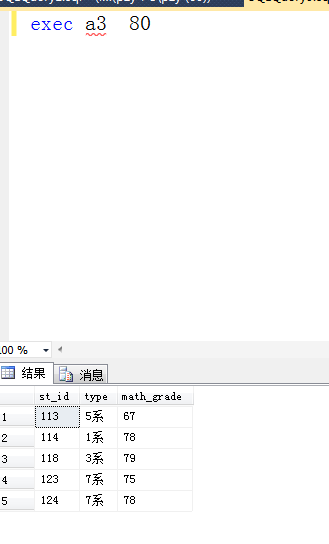 exec a3 80
100 %
结果 消息
st_id type math_grade
1 113 5系 67
2 114 1系 78
3 118 3系 79
4 123 7系 75
5 124 7系 78